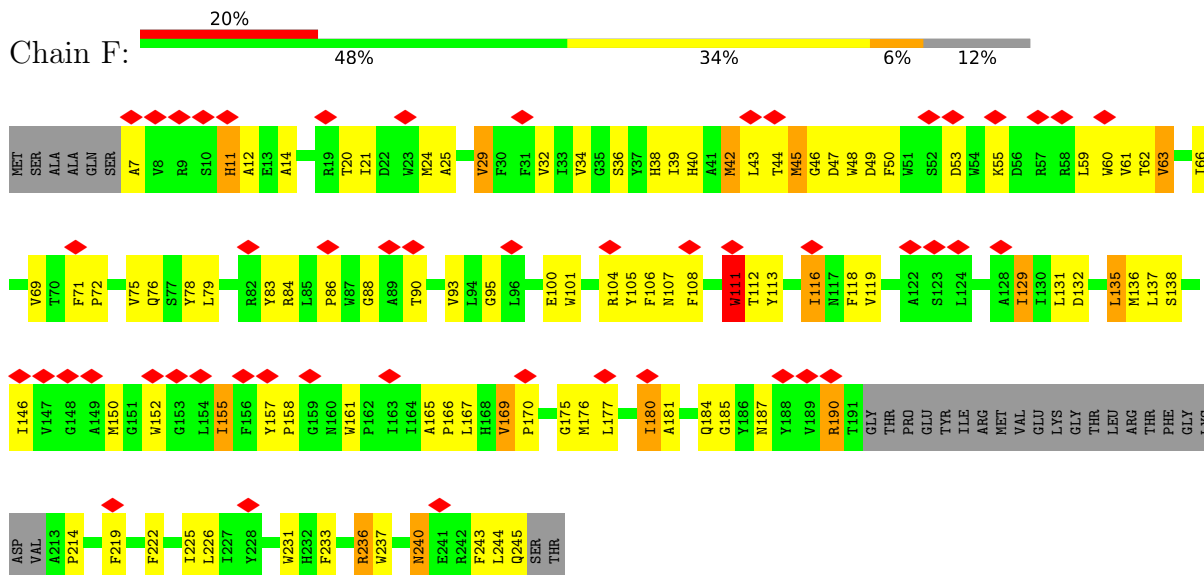 20%
Chain F:
48% 34% 6% 12%
MET SER ALA ALA GLN SER A7 V8 R9 S10 H11 A12 E13 A14 R19 T20 I21 D22 W23 M24 A25 V29 F30 F31 V32 I33 V34 G35 S36 Y37 H38 I39 H40 A41 M42 L43 T44 M45 G46 D47 W48 D49 F50 W51 S52 D53 W54 K55 D56 R57 R58 L59 W60 V61 T62 V63 I66
V69 T70 F71 P72 V75 Q76 S77 Y78 L79 R82 Y83 R84 L85 P86 W87 G88 A89 T90 V93 L94 G95 L96 E100 W101 R104 Y105 F106 N107 F108 W111 T112 Y113 I116 N117 F118 V119 A122 S123 L124 A128 I129 I130 L131 D132 L135 M136 L137 S138
I146 V147 G148 A149 M150 G151 W152 G153 L154 I155 F156 Y157 P158 G159 N160 W161 P162 I163 I164 A165 P166 L167 H168 V169 P170 G175 M176 L177 I180 A181 Q184 G185 Y186 N187 Y188 V189 R190 T191 GLY THR PRO GLU TYR ILE ARG MET VAL GLU LYS GLY THR LEU ARG THR PHE GLY
ASP VAL A213 P214 F219 F222 I225 L226 I227 Y228 W231 H232 F233 R236 W237 N240 E241 R242 F243 L244 Q245 SER THR